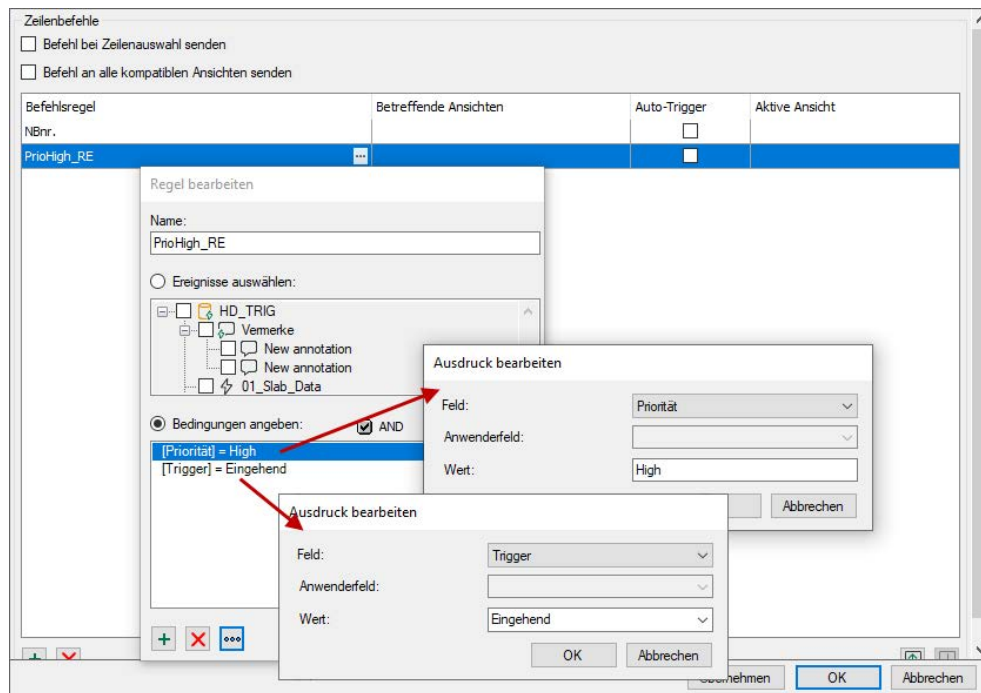 Zeilenbefehle
Befehl bei Zeilenauswahl senden
Befehl an alle kompatiblen Ansichten senden
Befehlsregel Betreffende Ansichten Auto-Trigger Aktive Ansicht
NBnr.
PrioHigh_RE ...
Regel bearbeiten
Name:
PrioHigh_RE
Ereignisse auswählen:
HD_TRIG
Vermerke
New annotation
New annotation
01_Slab_Data
Bedingungen angeben: AND
[Priorität] = High
[Trigger] = Eingehend
Ausdruck bearbeiten
Feld: Priorität
Anwenderfeld:
Wert: High
Abbrechen
Ausdruck bearbeiten
Feld: Trigger
Anwenderfeld:
Wert: Eingehend
OK Abbrechen
OK Abbrechen